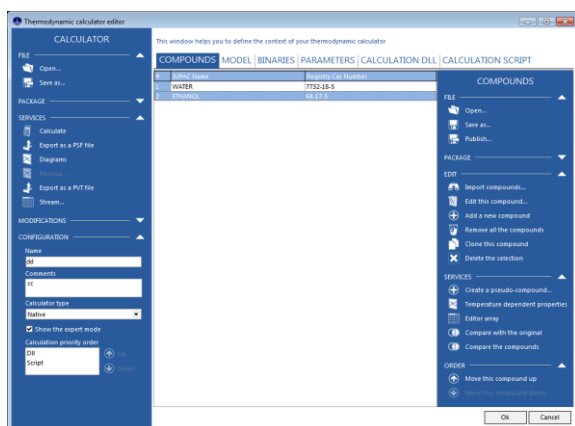 Thermodynamic calculator editor
CALCULATOR
FILE
Open...
Save as...
PACKAGE
SERVICES
Calculate
Export as a PSF file
Diagrams
Export as a PVT file
Stream...
MODIFICATIONS
CONFIGURATION
Name
dd
Comments
cc
Calculator type
Native
Show the expert mode
Calculation priority order
Dll
Script
Up
Down
This window helps you to define the context of your thermodynamic calculator
COMPOUNDS MODEL BINARIES PARAMETERS CALCULATION DLL CALCULATION SCRIPT
# IUPAC Name Registry Cas Number
1 WATER 7732-18-5
2 ETHANOL 64-17-5
COMPOUNDS
FILE
Open...
Save as...
Publish...
PACKAGE
EDIT
Import compounds...
Edit this compound...
Add a new compound
Remove all the compounds
Clone this compound
Delete the selection
SERVICES
Create a pseudo-compound...
Temperature dependent properties
Editor array
Compare with the original
Compare the compounds
ORDER
Move this compound up
Move this compound down
Ok Cancel